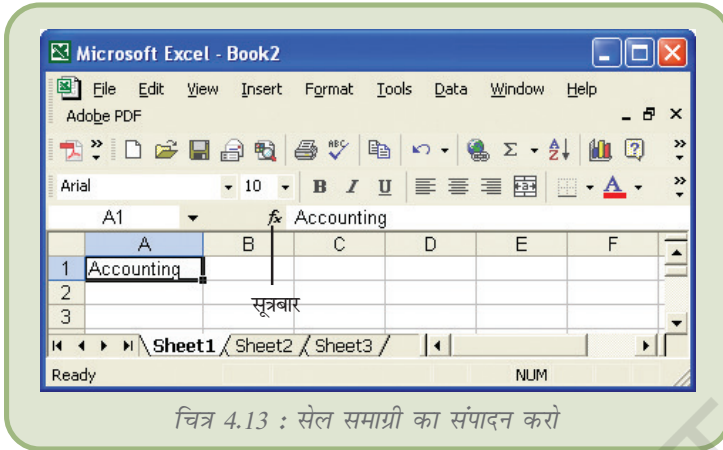 Microsoft Excel - Book2
File Edit View Insert Format Tools Data Window Help
Adobe PDF
ABC Σ A Z ?
Arial 10 B I U a A
A1 fx Accounting
A B C D E F
1 Accounting
2
सूत्रबार
3
Sheet1 Sheet2 Sheet3
Ready NUM
चित्र 4.13 : सेल समाग्री का संपादन करो